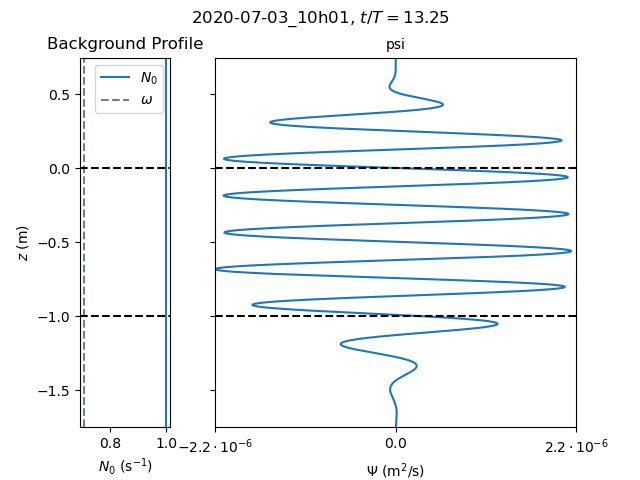 2020-07-03_10h01, t/T = 13.25
Background Profile
psi
N₀
ω
0.5
0.0
−0.5
−1.0
−1.5
z (m)
0.8
1.0
−2.2 · 10⁻⁶
0.0
2.2 · 10⁻⁶
N₀ (s⁻¹)
Ψ (m²/s)